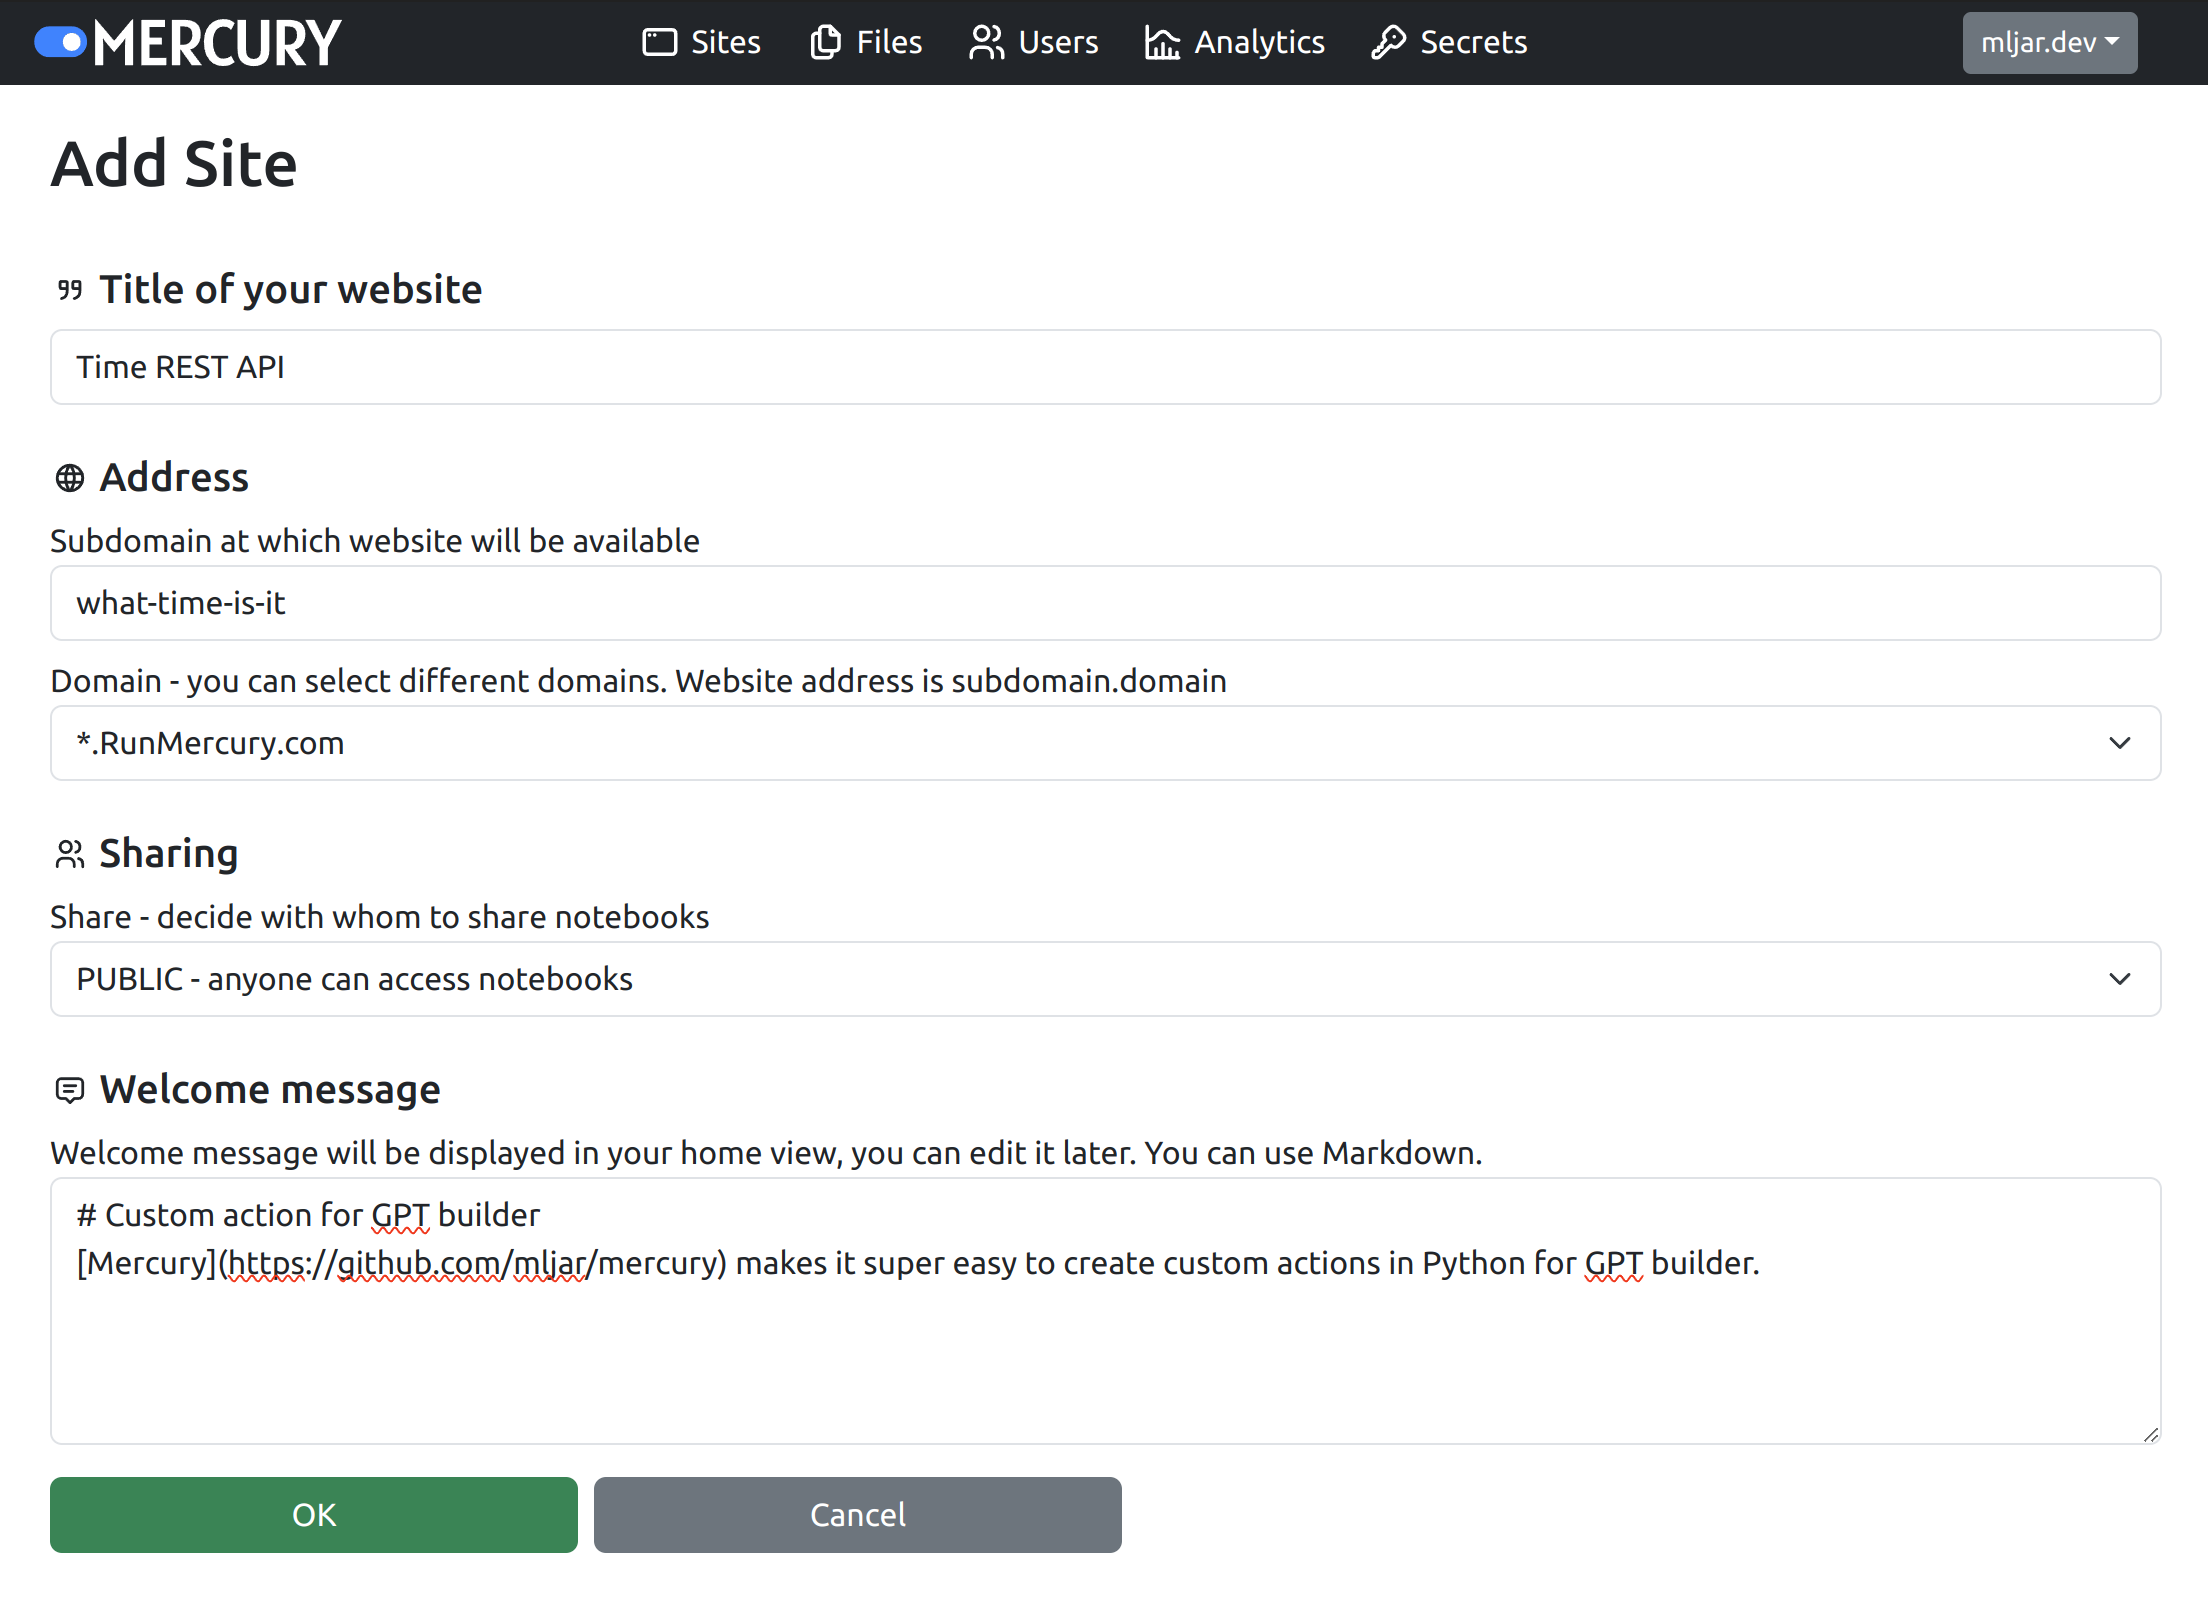 MERCURY
Sites
Files
Users
Analytics
Secrets
mljar.dev
Add Site
Title of your website
Time REST API
Address
Subdomain at which website will be available
what-time-is-it
Domain - you can select different domains. Website address is subdomain.domain
*.RunMercury.com
Sharing
Share - decide with whom to share notebooks
PUBLIC - anyone can access notebooks
Welcome message
Welcome message will be displayed in your home view, you can edit it later. You can use Markdown.
# Custom action for GPT builder
[Mercury](https://github.com/mljar/mercury) makes it super easy to create custom actions in Python for GPT builder.
OK
Cancel